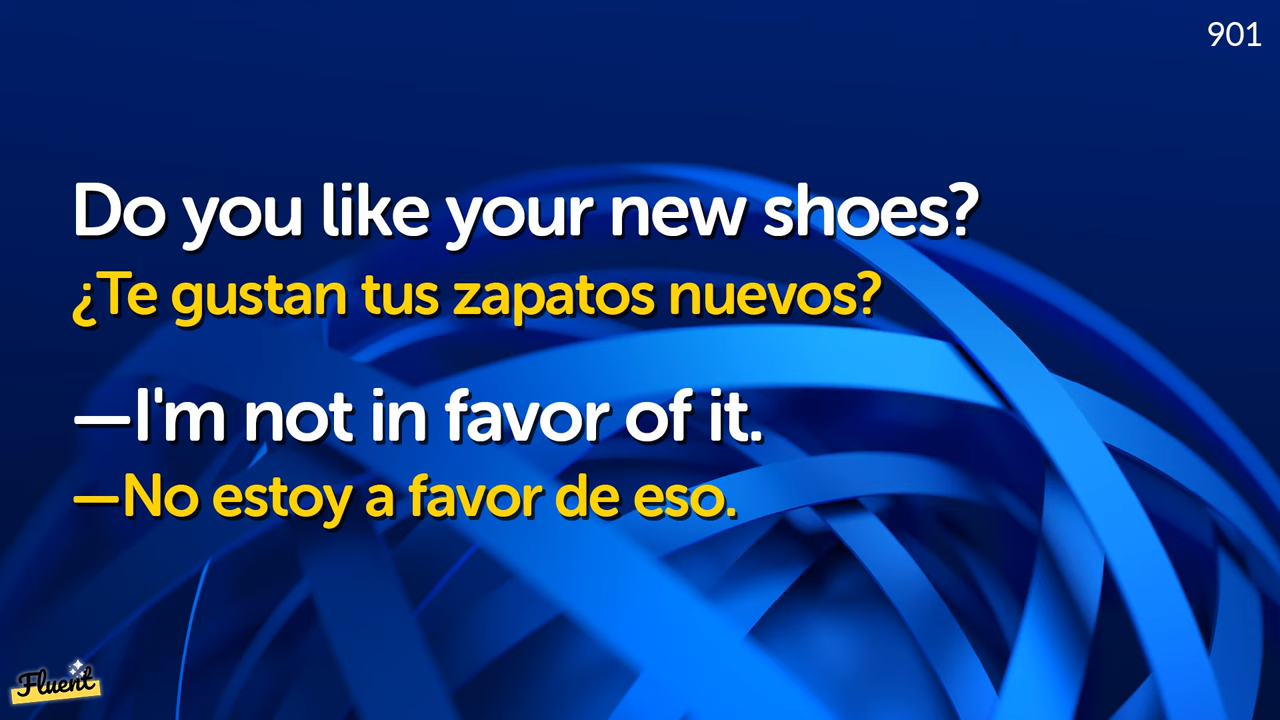 901
Do you like your new shoes?
¿Te gustan tus zapatos nuevos?
—I'm not in favor of it.
—No estoy a favor de eso.
Fluent